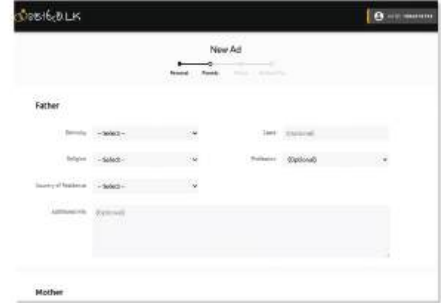 New Ad
Personal Parents
Father
Ethnicity -- Select --
Caste (Optional)
Religion -- Select --
Profession (Optional)
Country of Residence -- Select --
Additional Info (Optional)
Mother